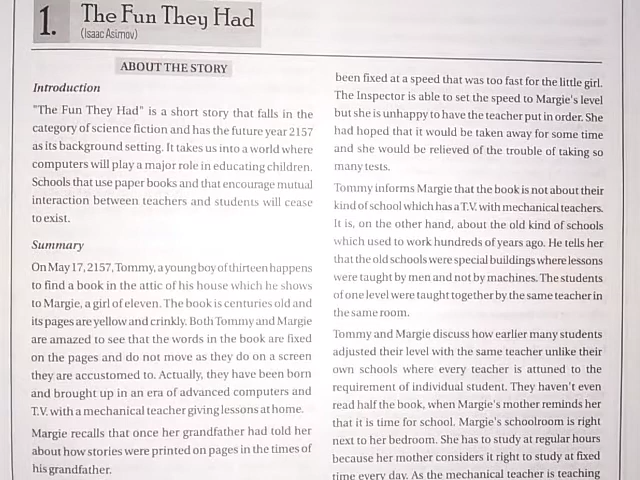 1. The Fun They Had
(Isaac Asimov)
ABOUT THE STORY
Introduction
"The Fun They Had" is a short story that falls in the
category of science fiction and has the future year 2157
as its background setting. It takes us into a world where
computers will play a major role in educating children.
Schools that use paper books and that encourage mutual
interaction between teachers and students will cease
to exist.
Summary
On May 17, 2157, Tommy, a young boy of thirteen happens
to find a book in the attic of his house which he shows
to Margie, a girl of eleven. The book is centuries old and
its pages are yellow and crinkly. Both Tommy and Margie
are amazed to see that the words in the book are fixed
on the pages and do not move as they do on a screen
they are accustomed to. Actually, they have been born
and brought up in an era of advanced computers and
T.V. with a mechanical teacher giving lessons at home.
Margie recalls that once her grandfather had told her
about how stories were printed on pages in the times of
his grandfather.
been fixed at a speed that was too fast for the little girl.
The Inspector is able to set the speed to Margie's level
but she is unhappy to have the teacher put in order. She
had hoped that it would be taken away for some time
and she would be relieved of the trouble of taking so
many tests.
Tommy informs Margie that the book is not about their
kind of school which has a T.V. with mechanical teachers.
It is, on the other hand, about the old kind of schools
which used to work hundreds of years ago. He tells her
that the old schools were special buildings where lessons
were taught by men and not by machines. The students
of one level were taught together by the same teacher in
the same room.
Tommy and Margie discuss how earlier many students
adjusted their level with the same teacher unlike their
own schools where every teacher is attuned to the
requirement of individual student. They haven't even
read half the book, when Margie's mother reminds her
that it is time for school. Margie's schoolroom is right
next to her bedroom. She has to study at regular hours
because her mother considers it right to study at fixed
time every day. As the mechanical teacher is teaching